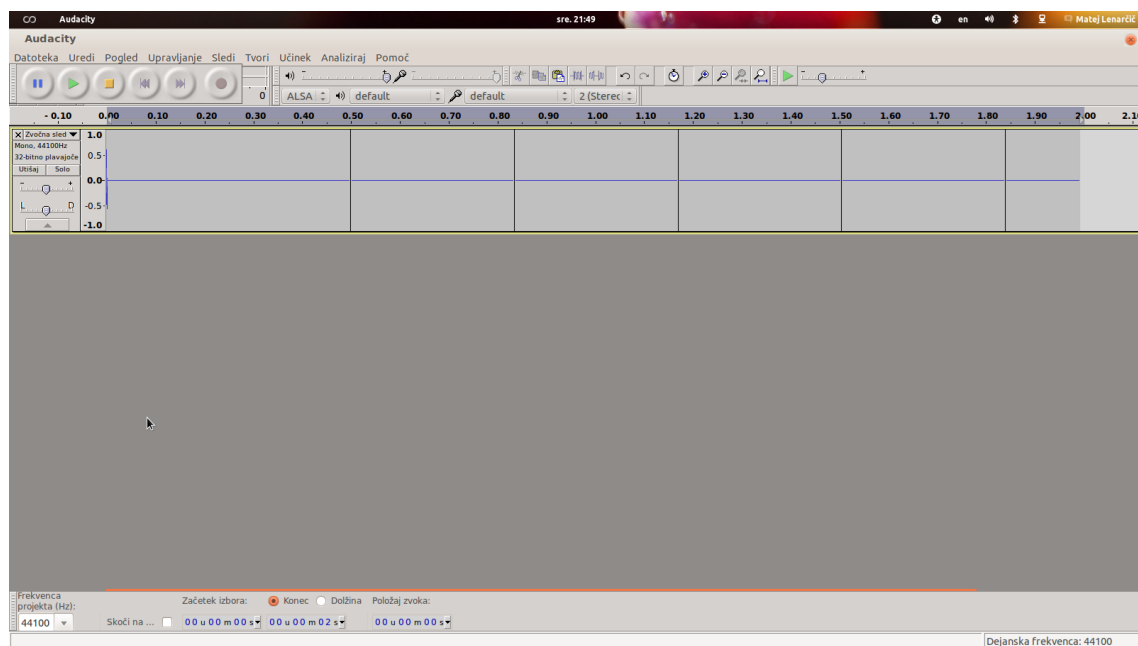 Audacity sre. 21:49 en Matej Lenarčič
Audacity
Datoteka Uredi Pogled Upravljanje Sledi Tvori Učinek Analiziraj Pomoč
0 ALSA default default 2 (Sterec
- 0.10 0.00 0.10 0.20 0.30 0.40 0.50 0.60 0.70 0.80 0.90 1.00 1.10 1.20 1.30 1.40 1.50 1.60 1.70 1.80 1.90 2.00 2.1
X Zvočna sled 1.0
Mono, 44100Hz
32-bitno plavajoče 0.5
Utišaj Solo
- + 0.0
L D -0.5
-1.0
Frekvenca
projekta (Hz):
Začetek izbora: Konec Dolžina Položaj zvoka:
44100 Skoči na ... 00 u 00 m 00 s 00 u 00 m 02 s 00 u 00 m 00 s
Dejanska frekvenca: 44100